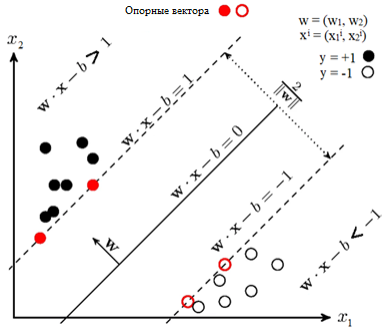 Опорные вектора
w = (w₁, w₂)
xⁱ = (x₁ⁱ, x₂ⁱ)
y = +1
y = -1
x₂
w · x − b > 1
w · x − b = 1
w · x − b = 0
2
‖w‖
w · x − b = −1
w · x − b < −1
w
x₁